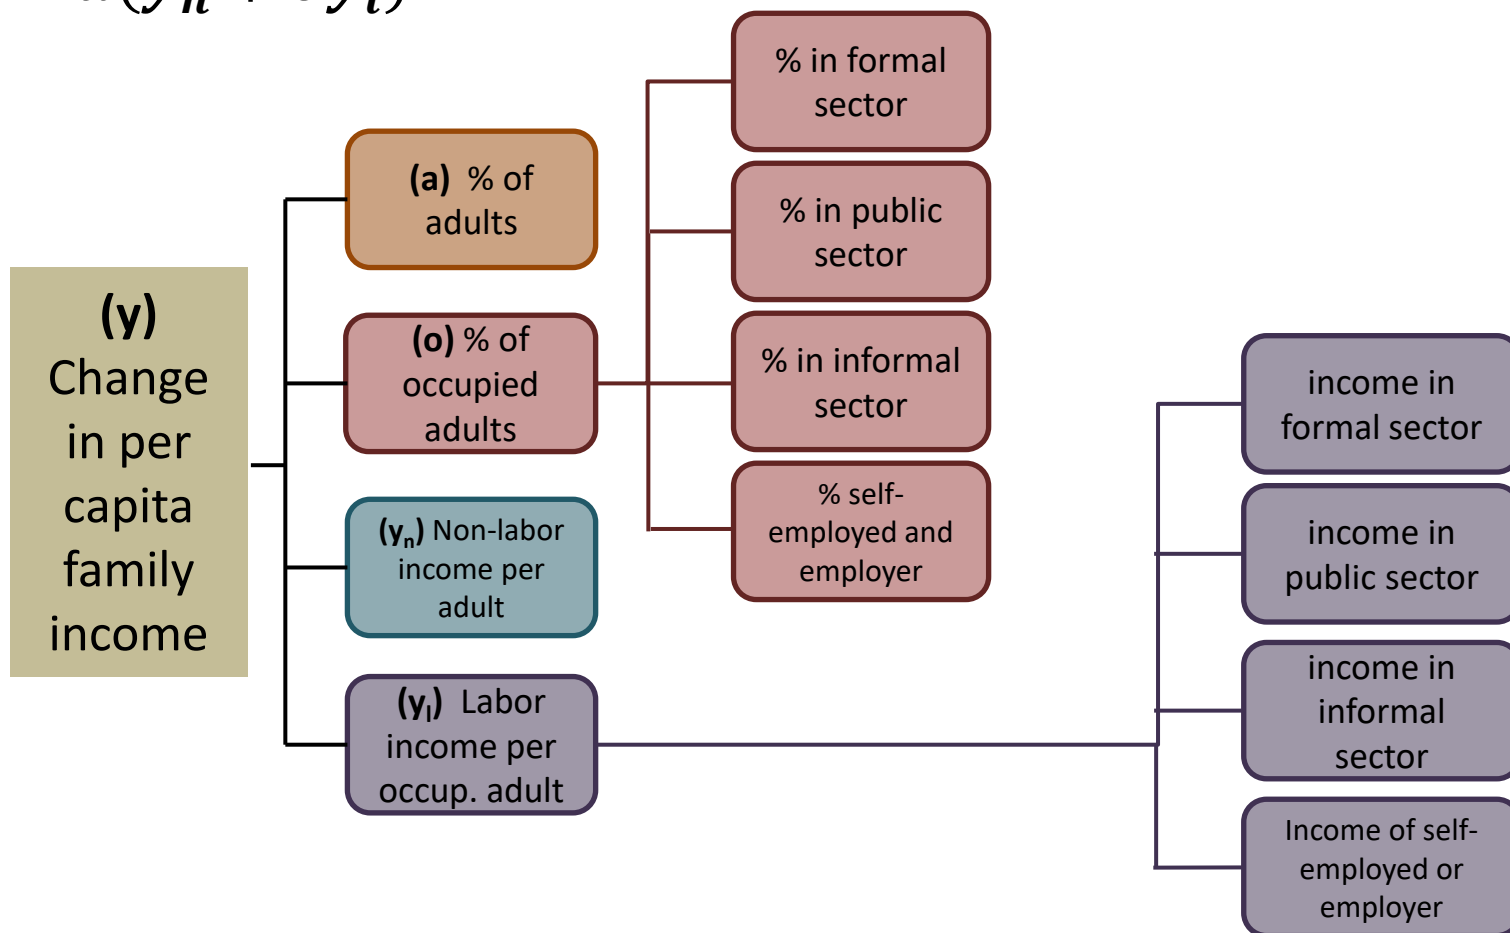 (y)
Change
in per
capita
family
income
(a) % of
adults
(o) % of
occupied
adults
(yn) Non-labor
income per
adult
(yl) Labor
income per
occup. adult
% in formal
sector
% in public
sector
% in informal
sector
% self-
employed and
employer
income in
formal sector
income in
public sector
income in
informal
sector
Income of self-
employed or
employer